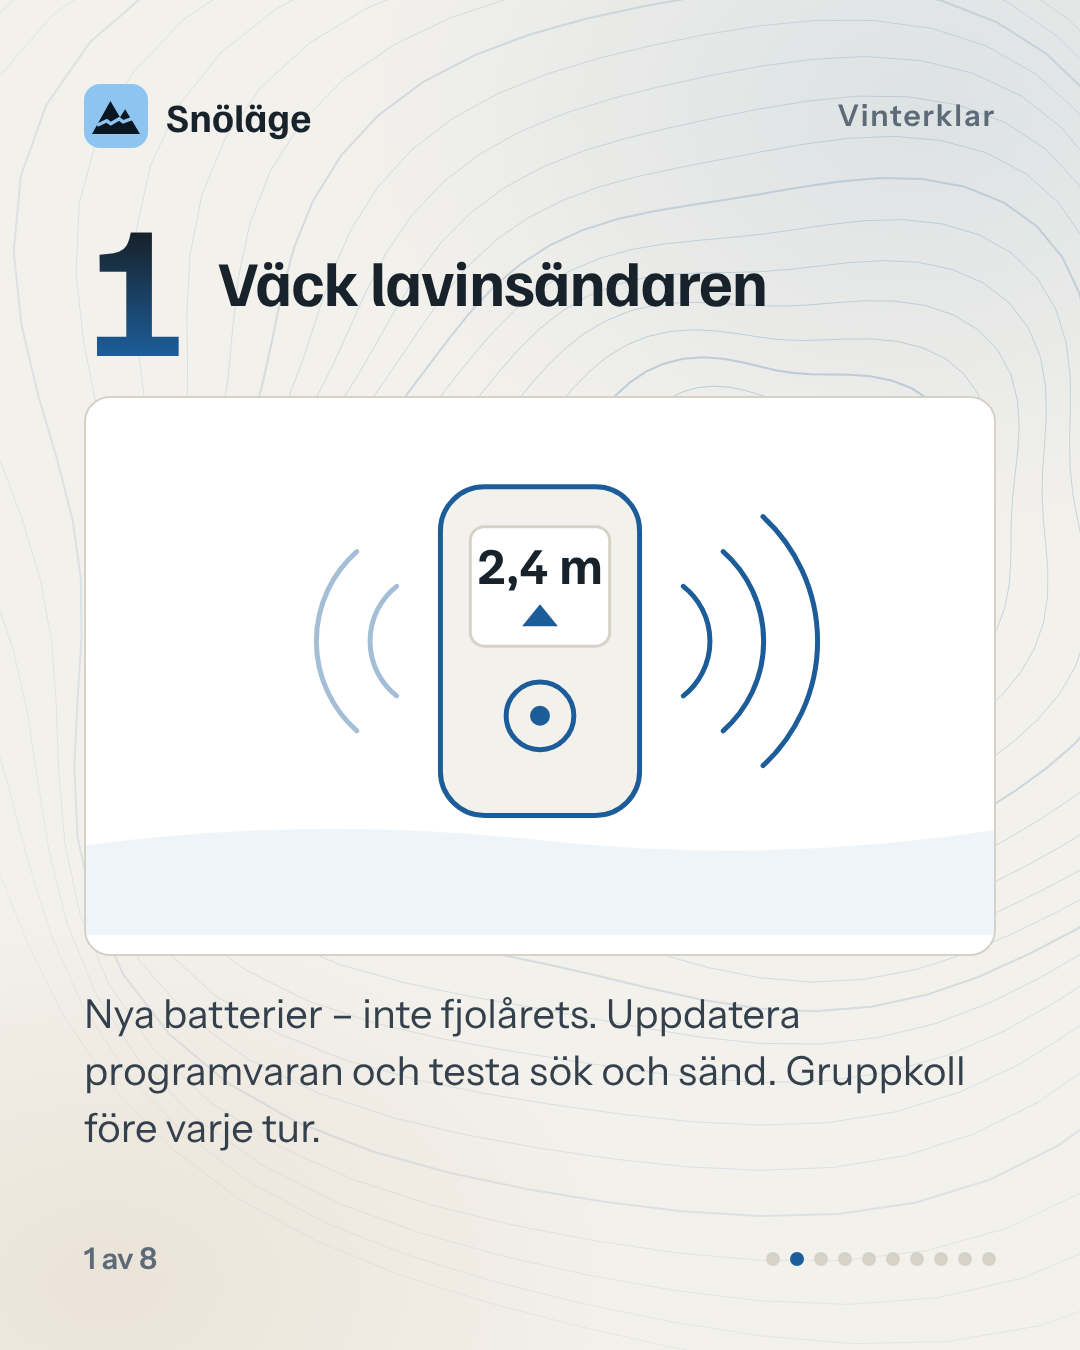 Snöläge
Vinterklar
1
Väck lavinsändaren
2,4 m
Nya batterier – inte fjolårets. Uppdatera
programvaran och testa sök och sänd. Gruppkoll
före varje tur.
1 av 8